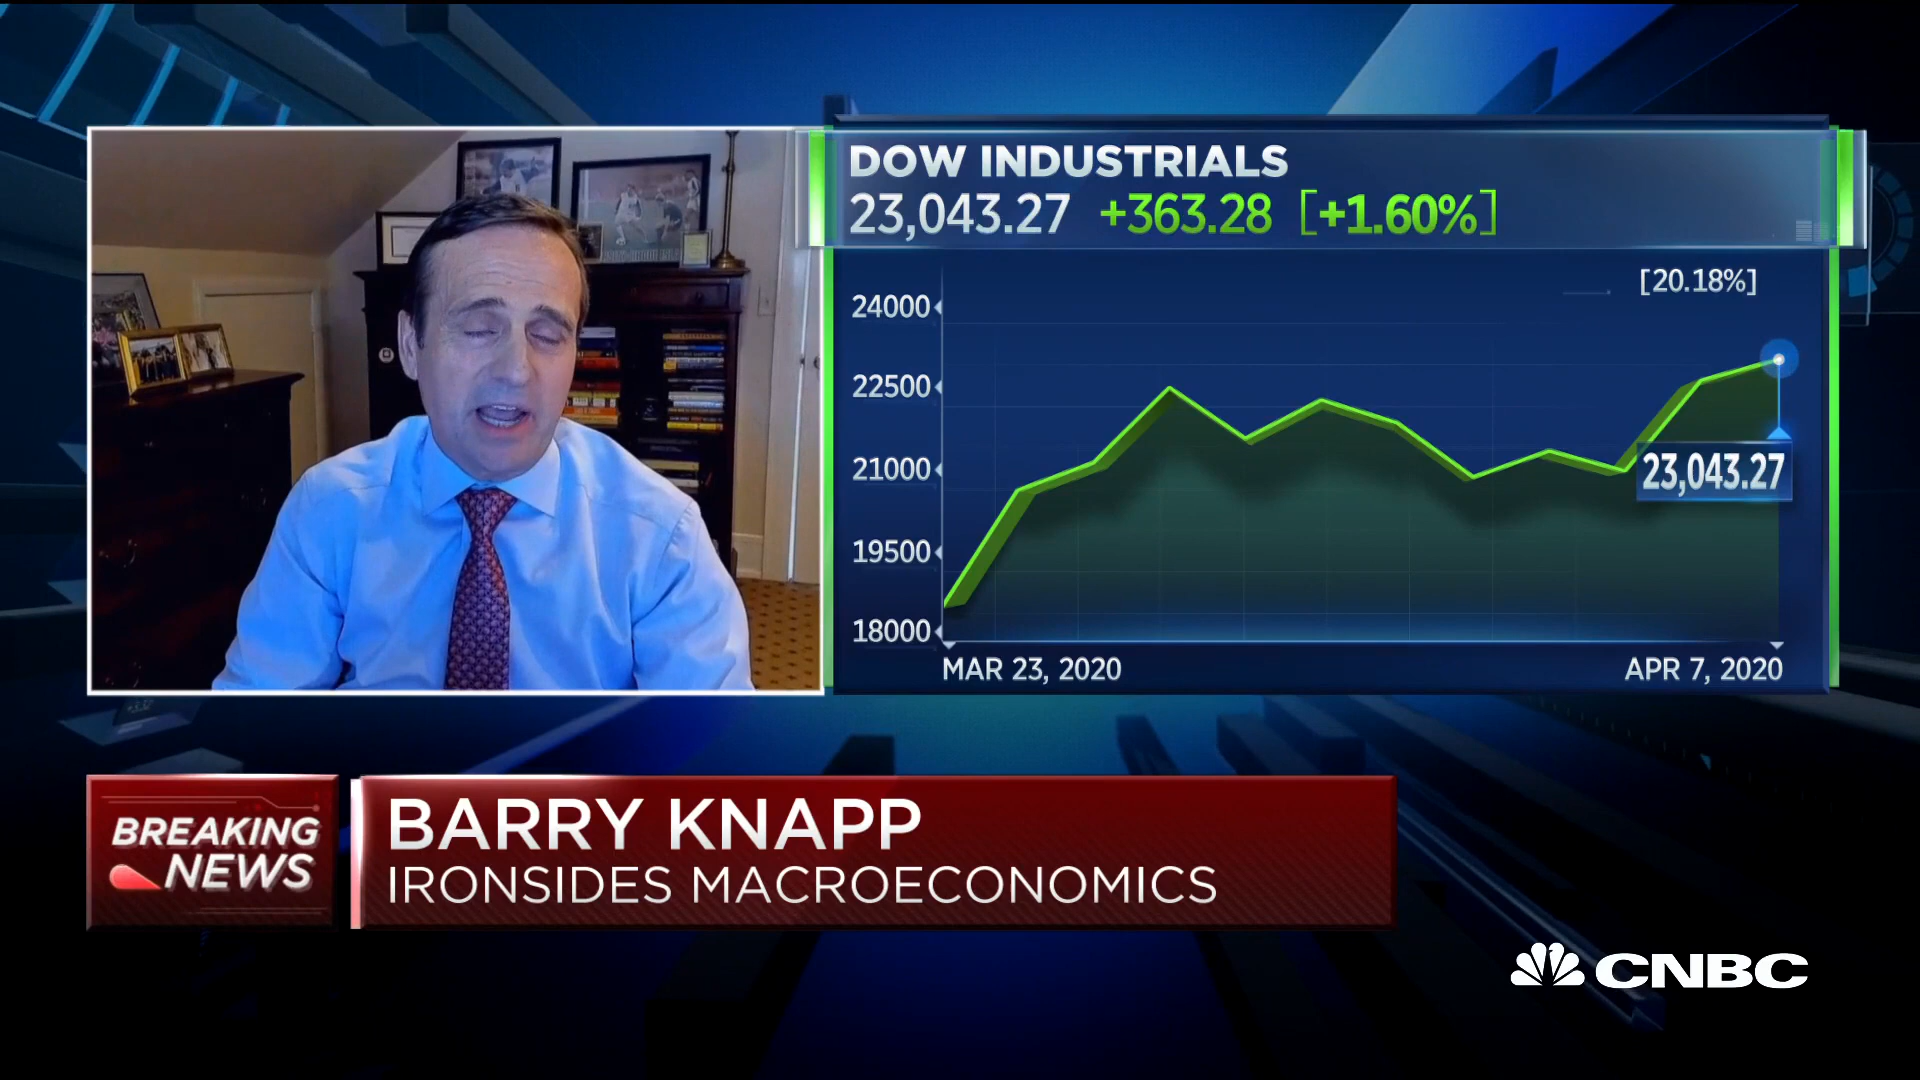 DOW INDUSTRIALS
23,043.27 +363.28 [+1.60%]
[20.18%]
24000
22500
21000
19500
18000
23,043.27
MAR 23, 2020
APR 7, 2020
BREAKING
NEWS
BARRY KNAPP
IRONSIDES MACROECONOMICS
CNBC